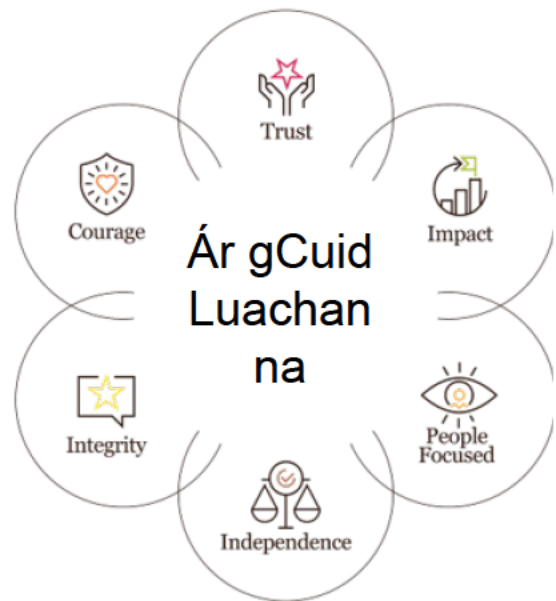 Trust
Courage
Impact
Ár gCuid
Luachan
na
Integrity
People
Focused
Independence